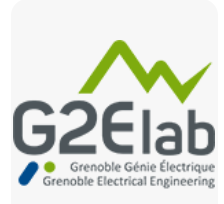 G2Elab
Grenoble Génie Électrique
Grenoble Electrical Engineering